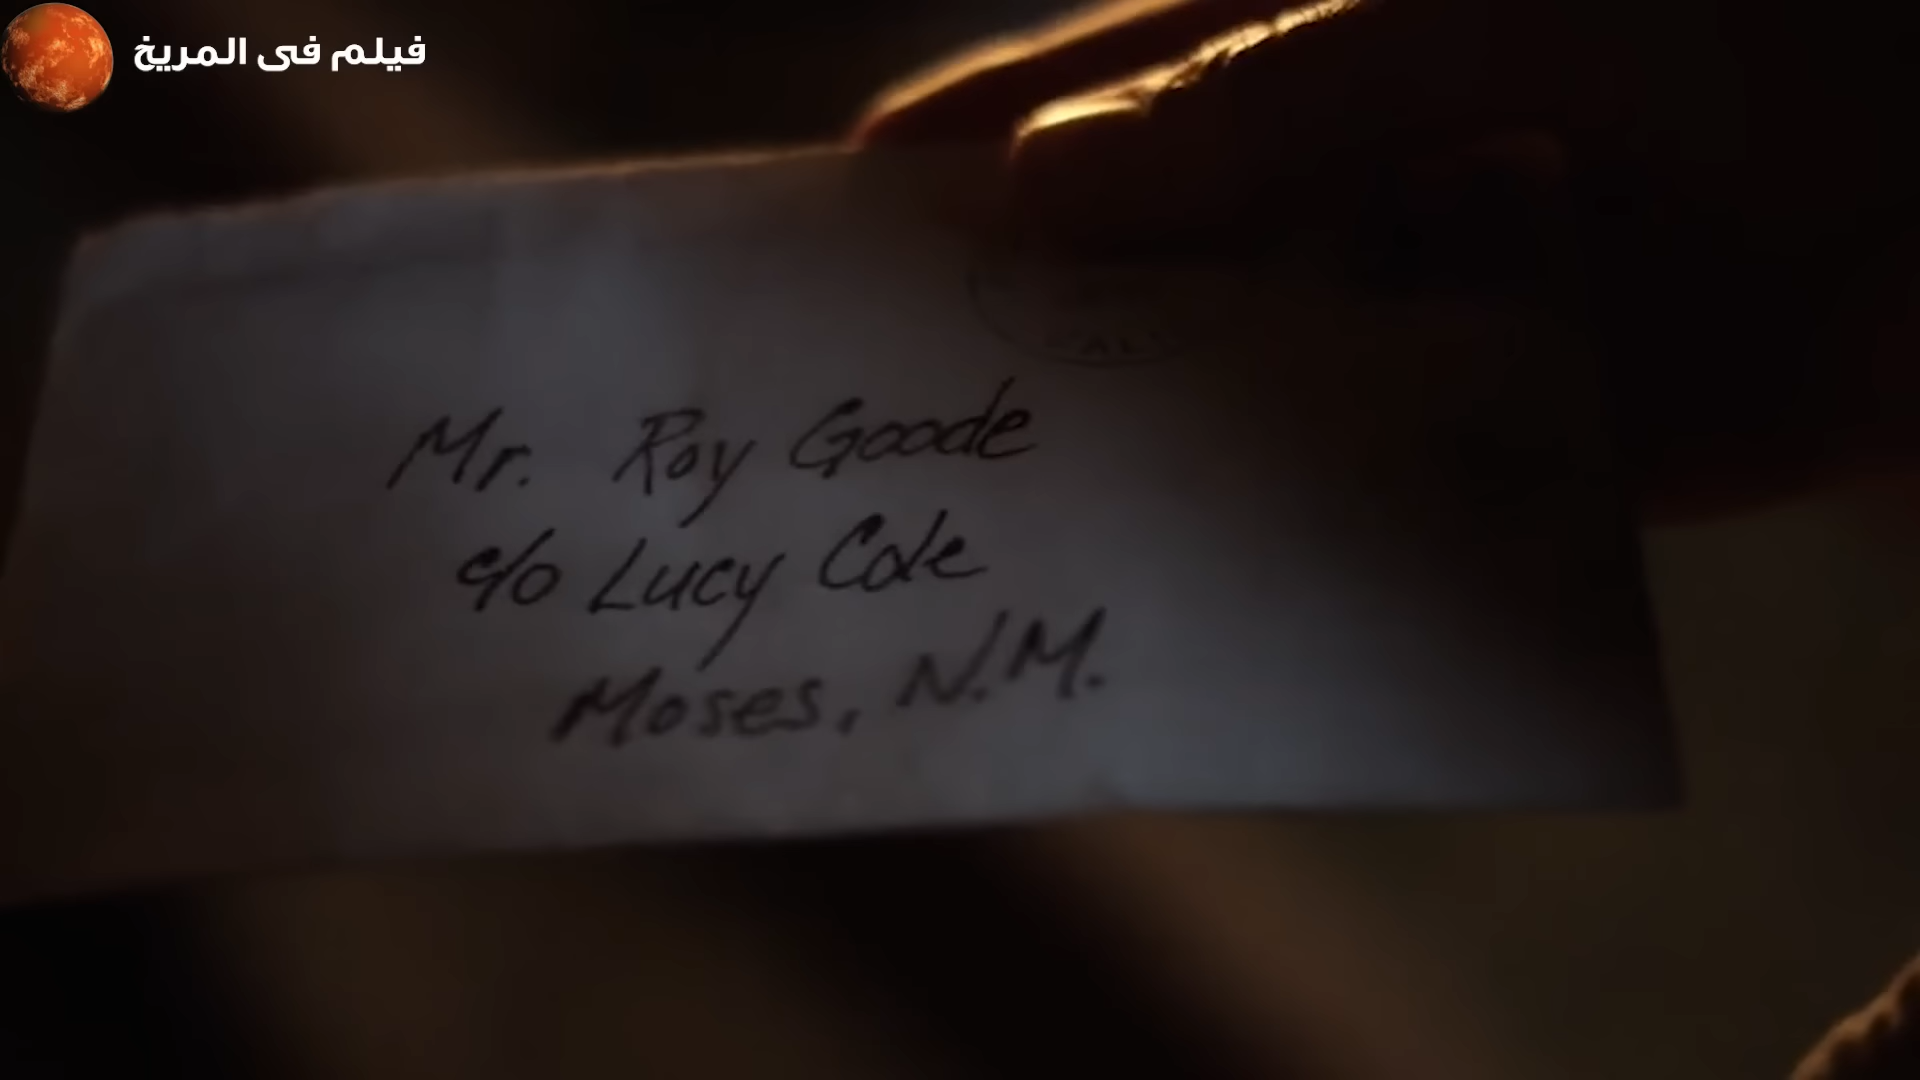 فيلم فى المريخ
Mr. Roy Goode
c/o Lucy Cole
Moses, N.M.